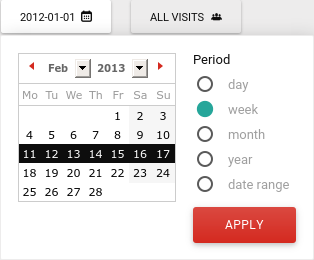 2012-01-01 ALL VISITS
Period
Feb 2013
Mo Tu We Th Fr Sa Su
1 2 3
4 5 6 7 8 9 10
11 12 13 14 15 16 17
18 19 20 21 22 23 24
25 26 27 28
day
week
month
year
date range
APPLY